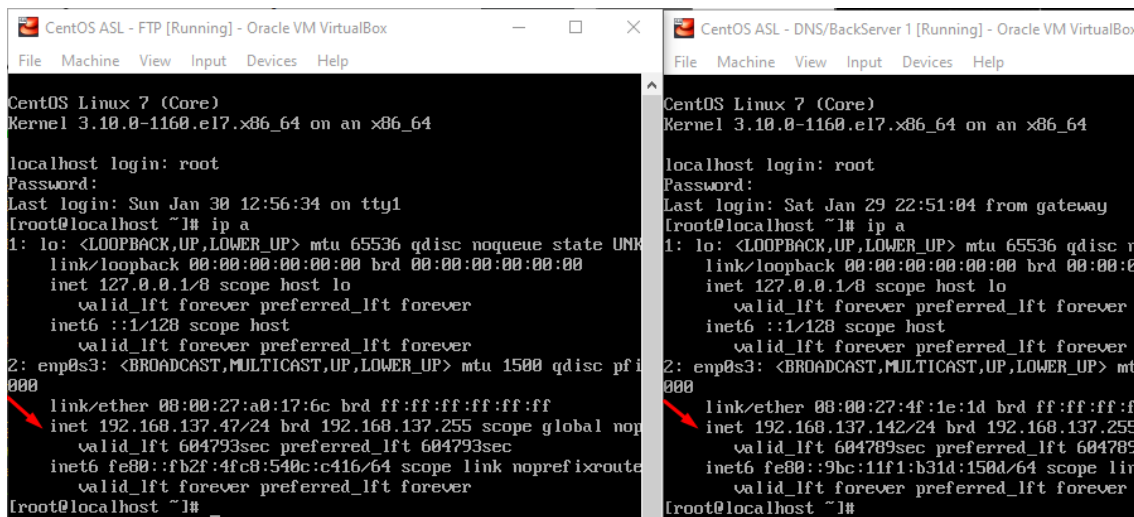 CentOS ASL - FTP [Running] - Oracle VM VirtualBox
File Machine View Input Devices Help
CentOS Linux 7 (Core)
Kernel 3.10.0-1160.el7.x86_64 on an x86_64
localhost login: root
Password:
Last login: Sun Jan 30 12:56:34 on tty1
[root@localhost ~]# ip a
1: lo: <LOOPBACK,UP,LOWER_UP> mtu 65536 qdisc noqueue state UNK
link/loopback 00:00:00:00:00:00 brd 00:00:00:00:00:00
inet 127.0.0.1/8 scope host lo
valid_lft forever preferred_lft forever
inet6 ::1/128 scope host
valid_lft forever preferred_lft forever
2: enp0s3: <BROADCAST,MULTICAST,UP,LOWER_UP> mtu 1500 qdisc pfi
000
link/ether 08:00:27:a0:17:6c brd ff:ff:ff:ff:ff:ff
inet 192.168.137.47/24 brd 192.168.137.255 scope global nop
valid_lft 604793sec preferred_lft 604793sec
inet6 fe80::fb2f:4fc8:540c:c416/64 scope link noprefixroute
valid_lft forever preferred_lft forever
[root@localhost ~]# _
CentOS ASL - DNS/BackServer 1 [Running] - Oracle VM VirtualBox
File Machine View Input Devices Help
CentOS Linux 7 (Core)
Kernel 3.10.0-1160.el7.x86_64 on an x86_64
localhost login: root
Password:
Last login: Sat Jan 29 22:51:04 from gateway
[root@localhost ~]# ip a
1: lo: <LOOPBACK,UP,LOWER_UP> mtu 65536 qdisc n
link/loopback 00:00:00:00:00:00 brd 00:00:0
inet 127.0.0.1/8 scope host lo
valid_lft forever preferred_lft forever
inet6 ::1/128 scope host
valid_lft forever preferred_lft forever
2: enp0s3: <BROADCAST,MULTICAST,UP,LOWER_UP> mt
000
link/ether 08:00:27:4f:1e:1d brd ff:ff:ff:f
inet 192.168.137.142/24 brd 192.168.137.255
valid_lft 604789sec preferred_lft 604789
inet6 fe80::9bc:11f1:b31d:150d/64 scope lin
valid_lft forever preferred_lft forever
[root@localhost ~]#